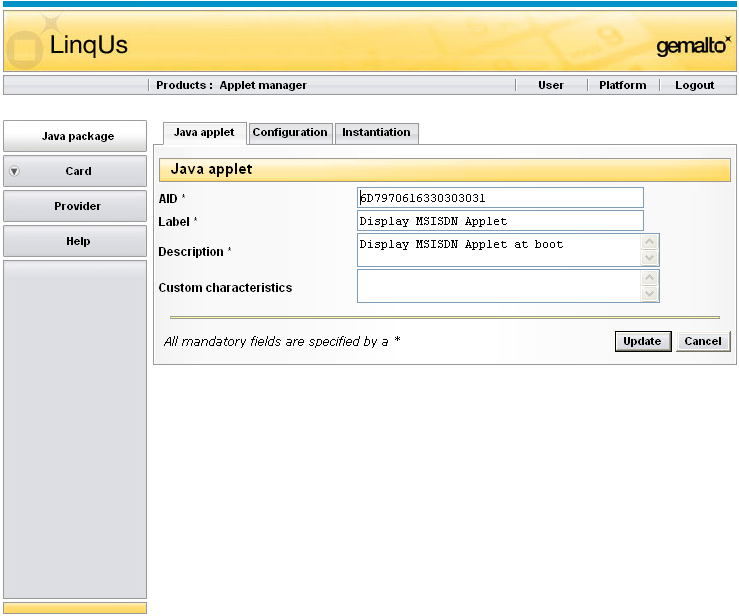 LinqUs
gemalto
Products : Applet manager
User
Platform
Logout
Java package
Card
Provider
Help
Java applet
Configuration
Instantiation
Java applet
AID *
6D7970616330303031
Label *
Display MSISDN Applet
Description *
Display MSISDN Applet at boot
Custom characteristics
All mandatory fields are specified by a *
Update
Cancel